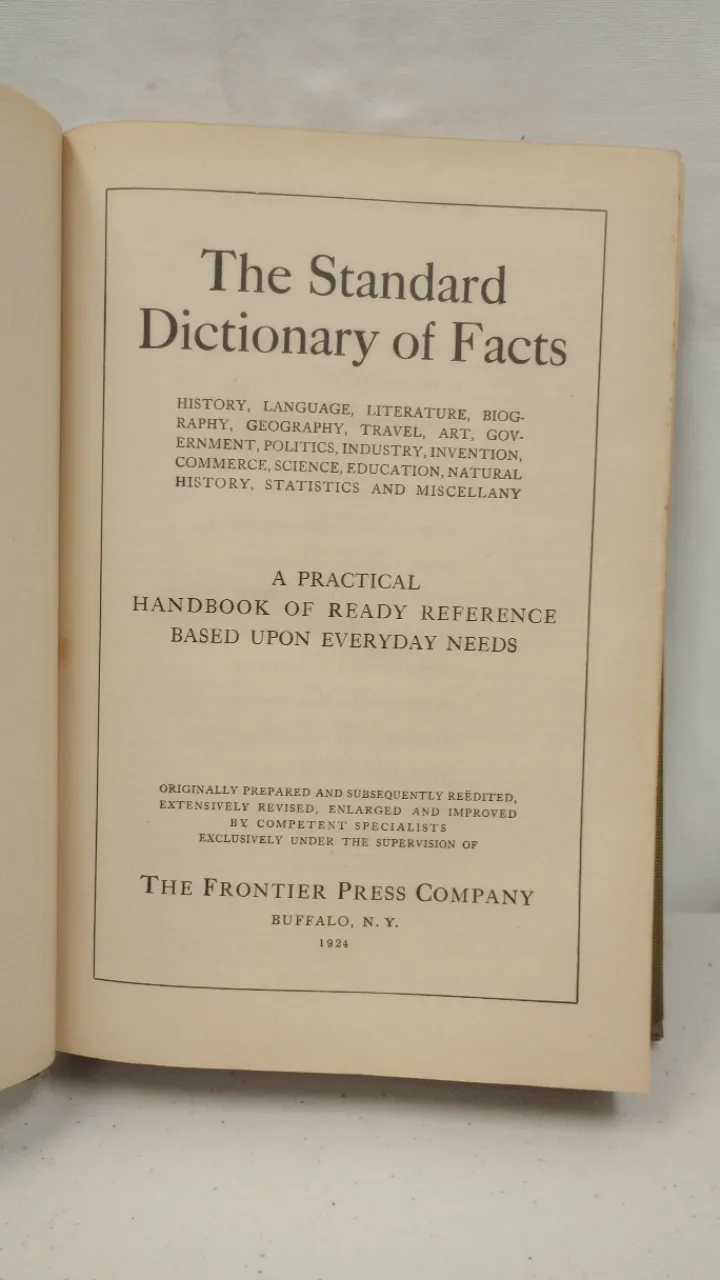 The Standard
Dictionary of Facts
HISTORY, LANGUAGE, LITERATURE, BIOG-
RAPHY, GEOGRAPHY, TRAVEL, ART, GOV-
ERNMENT, POLITICS, INDUSTRY, INVENTION,
COMMERCE, SCIENCE, EDUCATION, NATURAL
HISTORY, STATISTICS AND MISCELLANY
A PRACTICAL
HANDBOOK OF READY REFERENCE
BASED UPON EVERYDAY NEEDS
ORIGINALLY PREPARED AND SUBSEQUENTLY REËDITED,
EXTENSIVELY REVISED, ENLARGED AND IMPROVED
BY COMPETENT SPECIALISTS
EXCLUSIVELY UNDER THE SUPERVISION OF
THE FRONTIER PRESS COMPANY
BUFFALO, N. Y.
1924